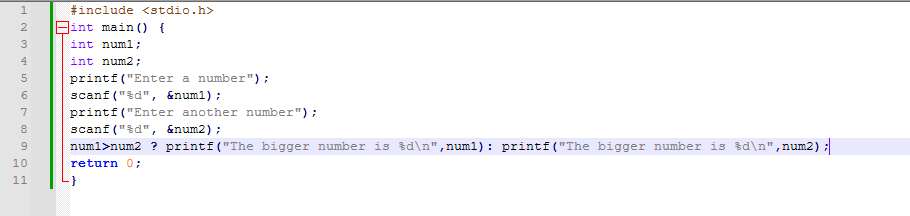 1 #include <stdio.h>
2 int main() {
3 int num1;
4 int num2;
5 printf("Enter a number");
6 scanf("%d", &num1);
7 printf("Enter another number");
8 scanf("%d", &num2);
9 num1>num2 ? printf("The bigger number is %d\n",num1): printf("The bigger number is %d\n",num2);
10 return 0;
11 }